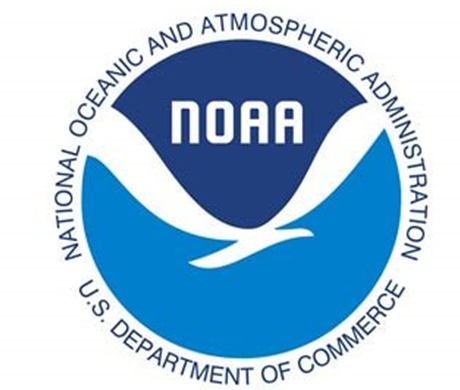 NATIONAL OCEANIC AND ATMOSPHERIC ADMINISTRATION
NOAA
U.S. DEPARTMENT OF COMMERCE